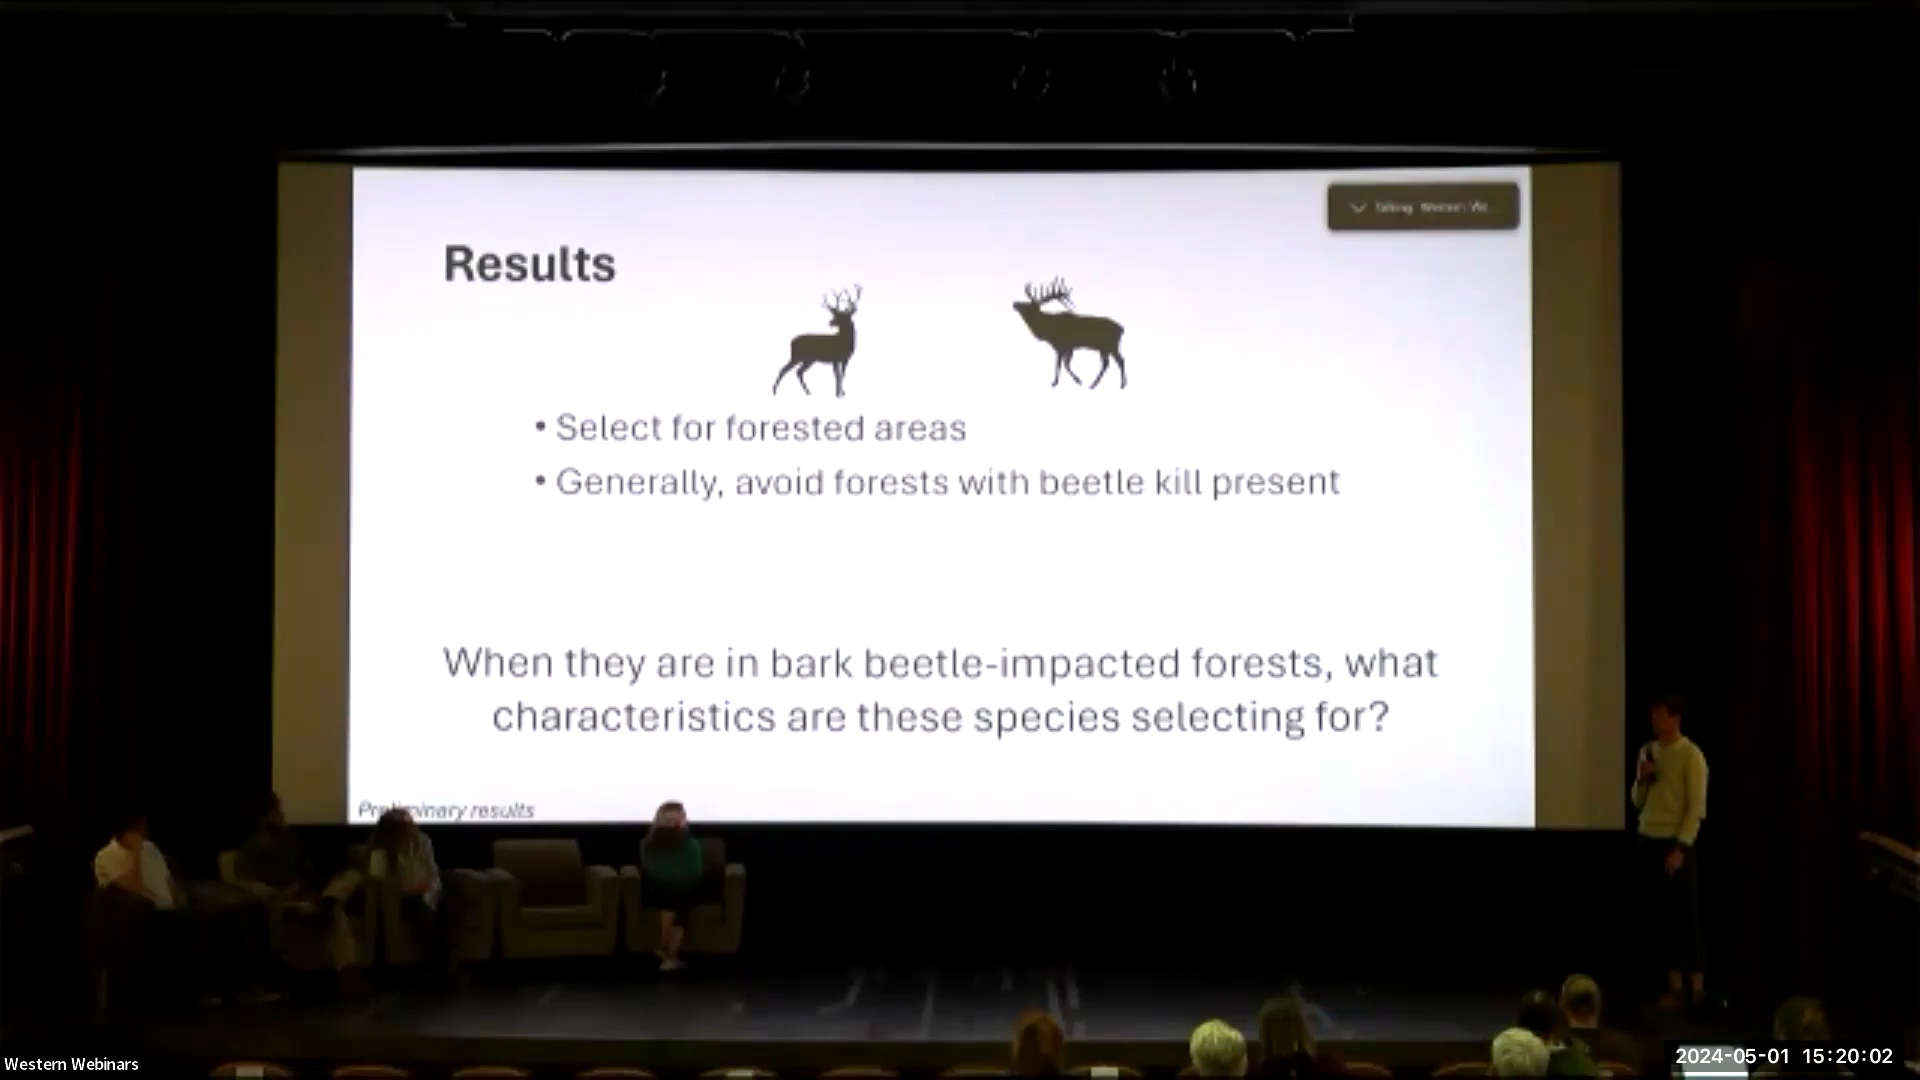 Results
• Select for forested areas
• Generally, avoid forests with beetle kill present
When they are in bark beetle-impacted forests, what
characteristics are these species selecting for?
Preliminary results
Western Webinars
2024-05-01 15:20:02